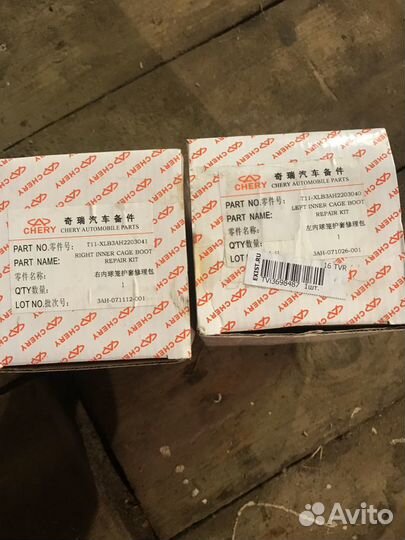 CHERY
奇瑞汽车备件
CHERY AUTOMOBILE PARTS
PART NO.零件号: T11-XLB3AH2203041
PART NAME: RIGHT INNER CAGE BOOT
REPAIR KIT
零件名称: 右内球笼护套修理包
Q'TY数量: 1
LOT NO.批次号: 3AH-071112-001
CHERY
奇瑞汽车备件
CHERY AUTOMOBILE PARTS
PART NO.零件号: T11-XLB3AH2203040
PART NAME: LEFT INNER CAGE BOOT
REPAIR KIT
零件名称: 左内球笼护套修理包
Q'TY数量: 1
3AH-071026-001
16 TVR
EXIST.RU
TVJ3698487 1шт.
Avito